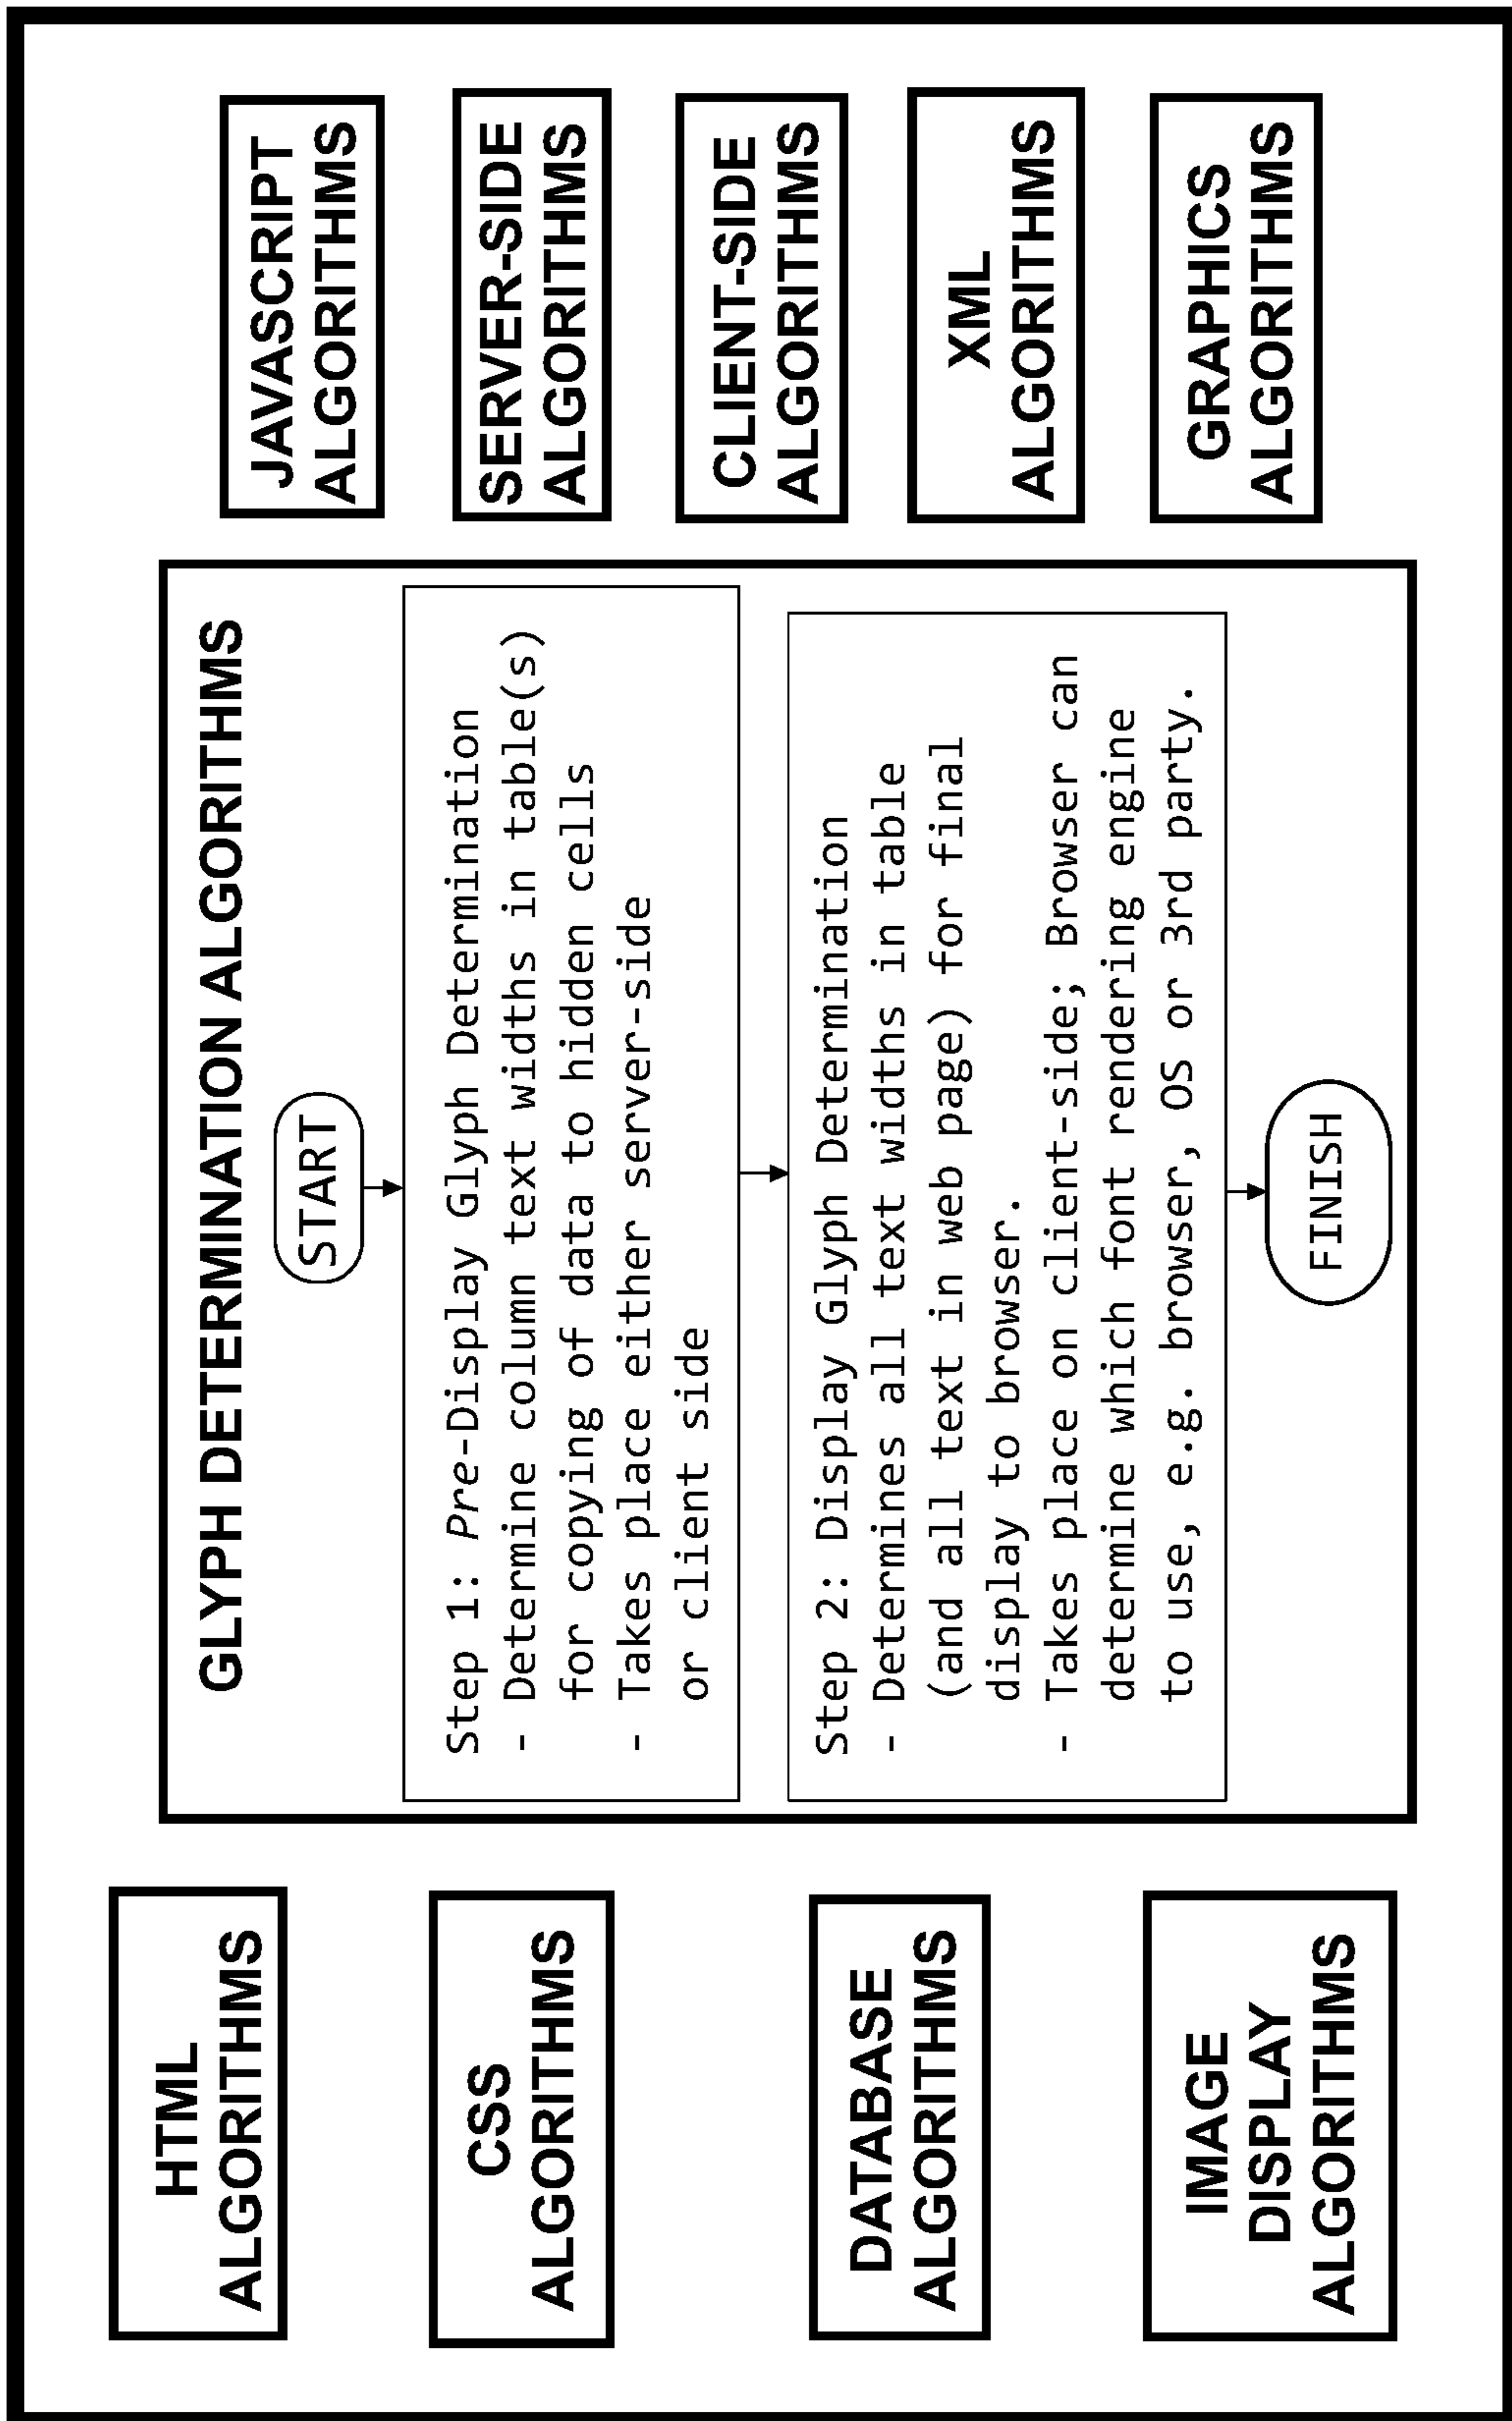 HTML
ALGORITHMS
CSS
ALGORITHMS
DATABASE
ALGORITHMS
IMAGE
DISPLAY
ALGORITHMS
GLYPH DETERMINATION ALGORITHMS
START
Step 1: Pre-Display Glyph Determination
- Determine column text widths in table(s)
for copying of data to hidden cells
- Takes place either server-side
or client side
Step 2: Display Glyph Determination
- Determines all text widths in table
(and all text in web page) for final
display to browser.
- Takes place on client-side; Browser can
determine which font rendering engine
to use, e.g. browser, OS or 3rd party.
FINISH
JAVASCRIPT
ALGORITHMS
SERVER-SIDE
ALGORITHMS
CLIENT-SIDE
ALGORITHMS
XML
ALGORITHMS
GRAPHICS
ALGORITHMS